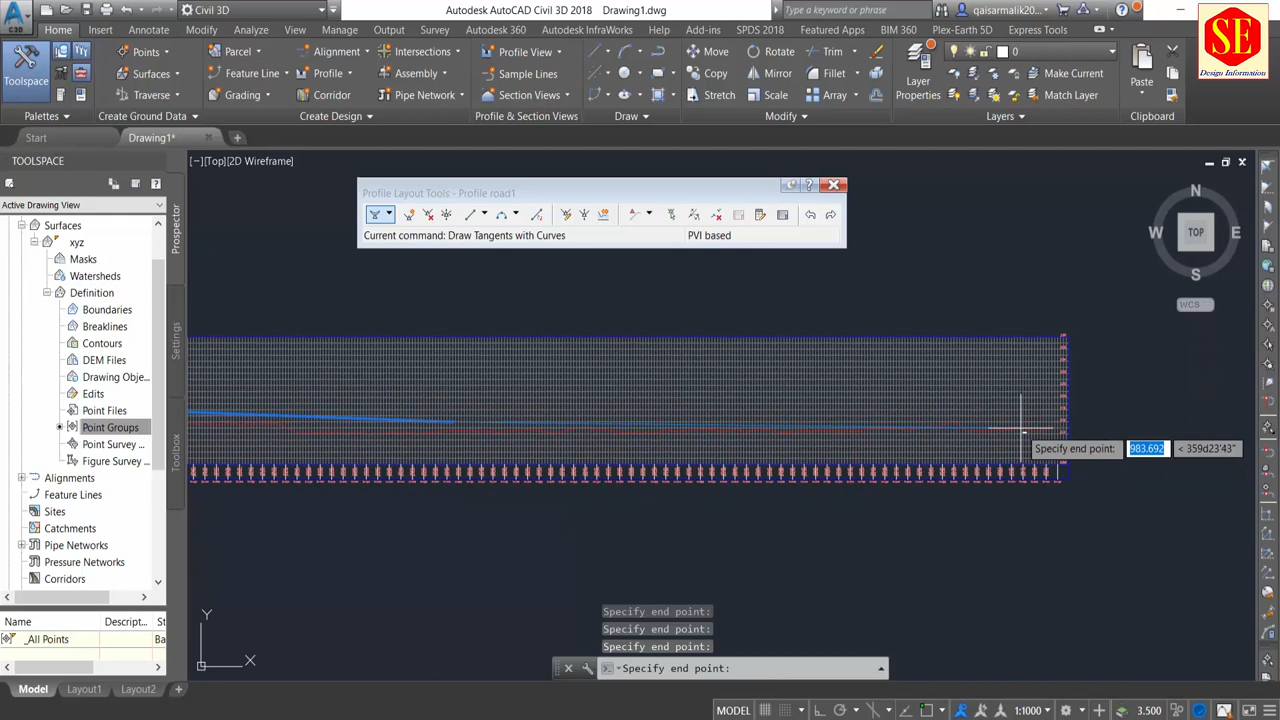 Civil 3D
Autodesk AutoCAD Civil 3D 2018 Drawing1.dwg
Type a keyword or phrase
qaisarmalik20...
SE
Design Information
C3D
Home Insert Annotate Modify Analyze View Manage Output Survey Autodesk 360 Autodesk InfraWorks Help Add-ins SPDS 2018 Featured Apps BIM 360 Plex-Earth 5D Express Tools
Toolspace
Points
Surfaces
Traverse
Parcel
Feature Line
Grading
Alignment
Profile
Corridor
Intersections
Assembly
Pipe Network
Profile View
Sample Lines
Section Views
Move
Copy
Stretch
Rotate
Mirror
Scale
Trim
Fillet
Array
Layer
Properties
0
Make Current
Match Layer
Paste
Palettes Create Ground Data Create Design Profile & Section Views Draw Modify Layers Clipboard
Start Drawing1* +
TOOLSPACE
Active Drawing View
Surfaces
xyz
Masks
Watersheds
Definition
Boundaries
Breaklines
Contours
DEM Files
Drawing Obje...
Edits
Point Files
Point Groups
Point Survey ...
Figure Survey
Alignments
Feature Lines
Sites
Catchments
Pipe Networks
Pressure Networks
Corridors
Name Descript... St
_All Points Ba
Prospector
Settings
Toolbox
[−][Top][2D Wireframe]
Profile Layout Tools - Profile road1
Current command: Draw Tangents with Curves PVI based
N
W TOP E
S
WCS
Specify end point: 983.692 < 359d23'43"
Y
X
Specify end point:
Specify end point:
Specify end point:
Specify end point:
Model Layout1 Layout2 +
MODEL 1:1000 3.500